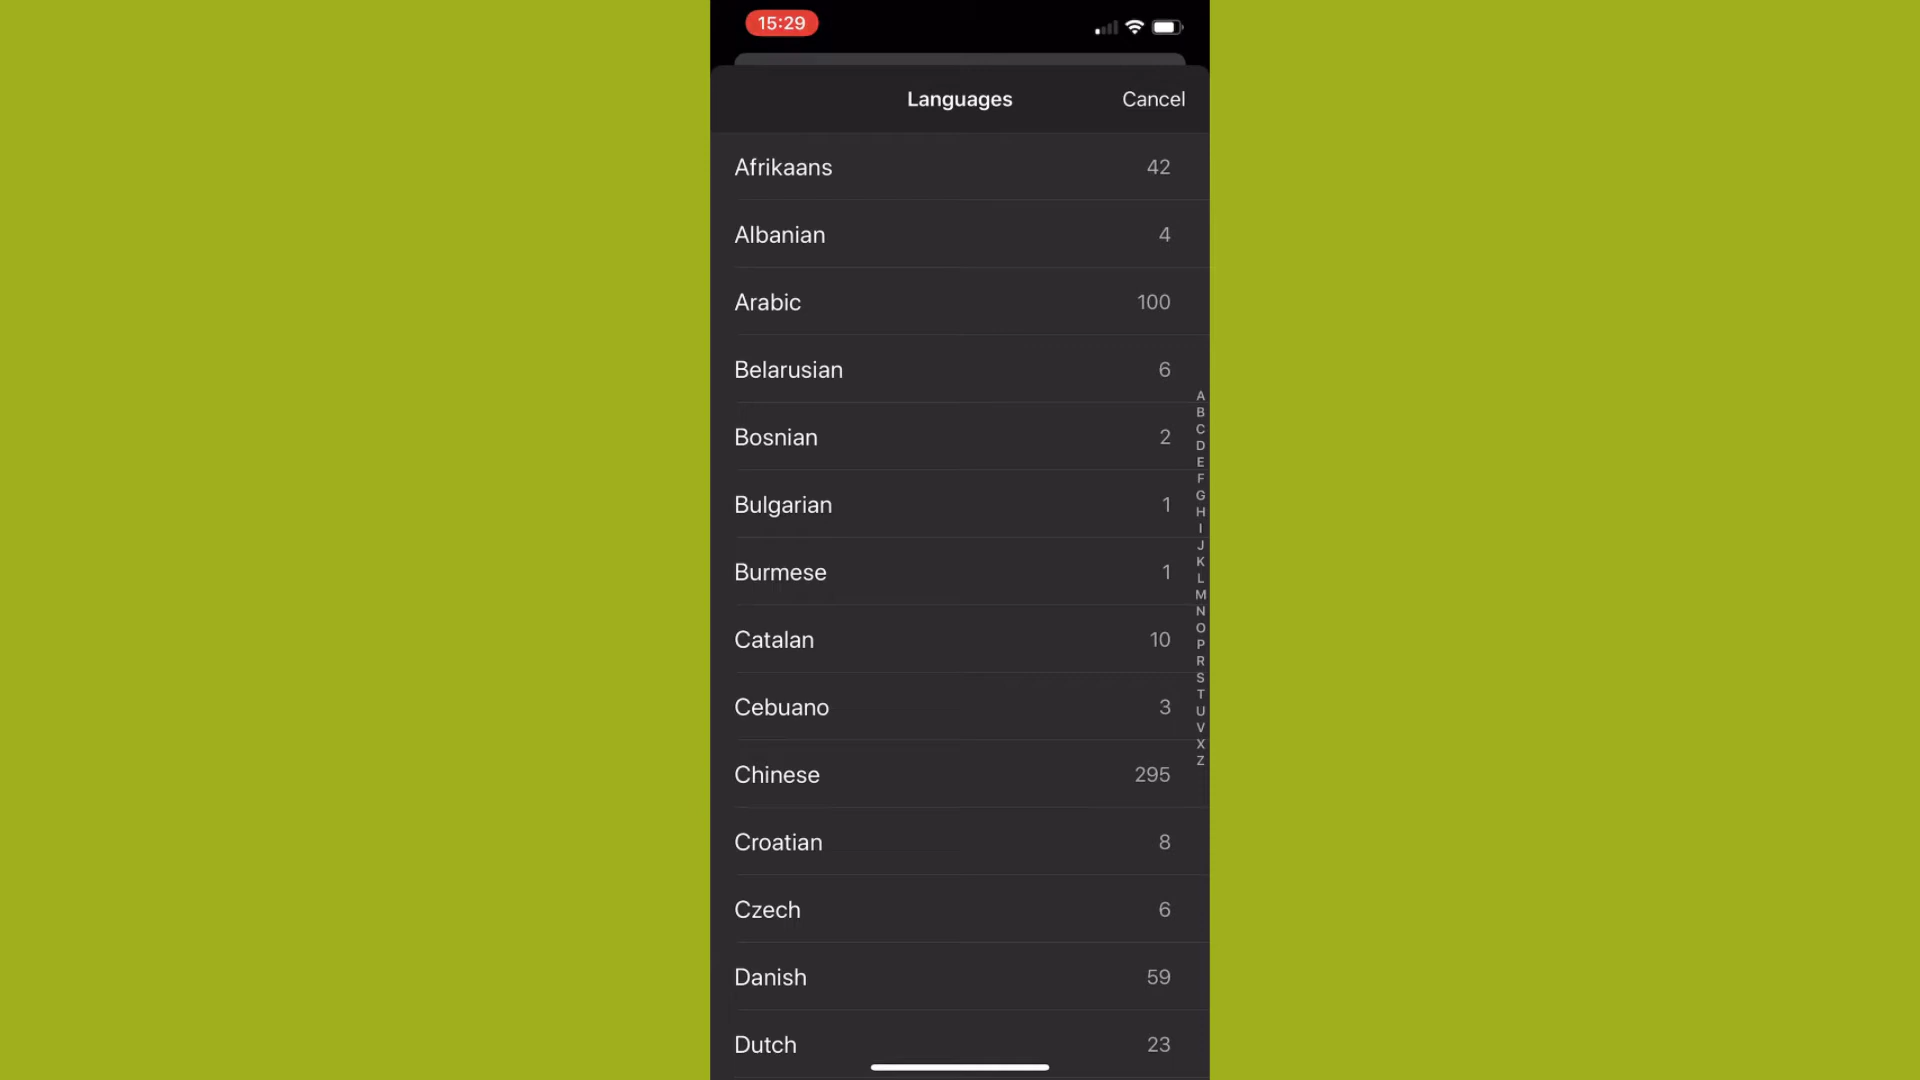 15:29
Languages Cancel
Afrikaans 42
Albanian 4
Arabic 100
Belarusian 6
Bosnian 2
Bulgarian 1
Burmese 1
Catalan 10
Cebuano 3
Chinese 295
Croatian 8
Czech 6
Danish 59
Dutch 23
A
B
C
D
E
F
G
H
I
J
K
L
M
N
O
P
R
S
T
U
V
X
Z